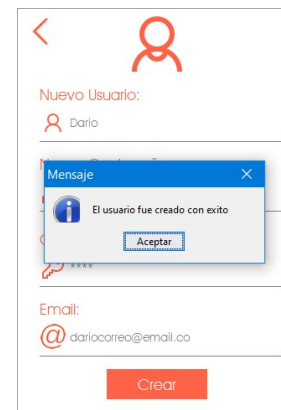 Nuevo Usuario:
Dario
Mensaje
El usuario fue creado con exito
Aceptar
****
Email:
dariocorreo@email.co
Crear